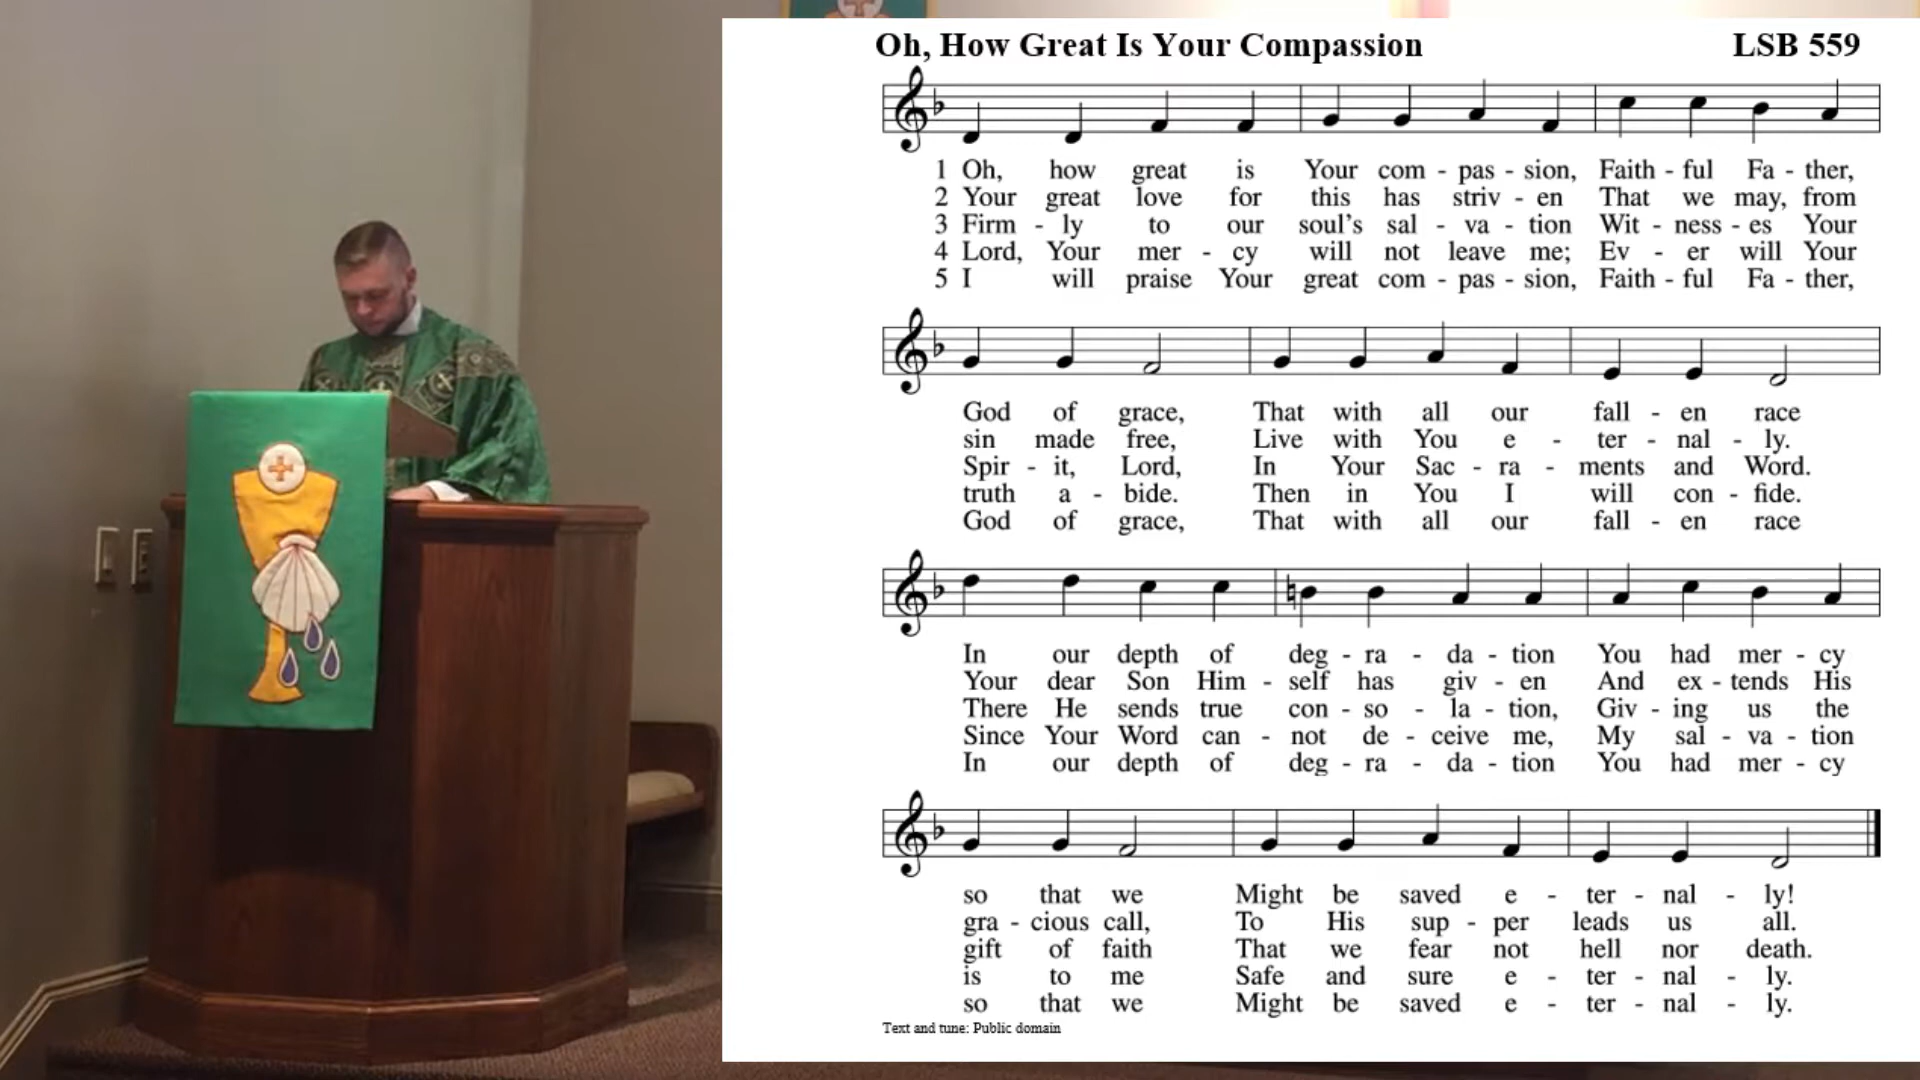 Oh, How Great Is Your Compassion LSB 559
1 Oh, how great is Your com - pas - sion, Faith - ful Fa - ther,
2 Your great love for this has striv - en That we may, from
3 Firm - ly to our soul's sal - va - tion Wit - ness - es Your
4 Lord, Your mer - cy will not leave me; Ev - er will Your
5 I will praise Your great com - pas - sion, Faith - ful Fa - ther,
God of grace, That with all our fall - en race
sin made free, Live with You e - ter - nal - ly.
Spir - it, Lord, In Your Sac - ra - ments and Word.
truth a - bide. Then in You I will con - fide.
God of grace, That with all our fall - en race
In our depth of deg - ra - da - tion You had mer - cy
Your dear Son Him - self has giv - en And ex - tends His
There He sends true con - so - la - tion, Giv - ing us the
Since Your Word can - not de - ceive me, My sal - va - tion
In our depth of deg - ra - da - tion You had mer - cy
so that we Might be saved e - ter - nal - ly!
gra - cious call, To His sup - per leads us all.
gift of faith That we fear not hell nor death.
is to me Safe and sure e - ter - nal - ly.
so that we Might be saved e - ter - nal - ly.
Text and tune: Public domain